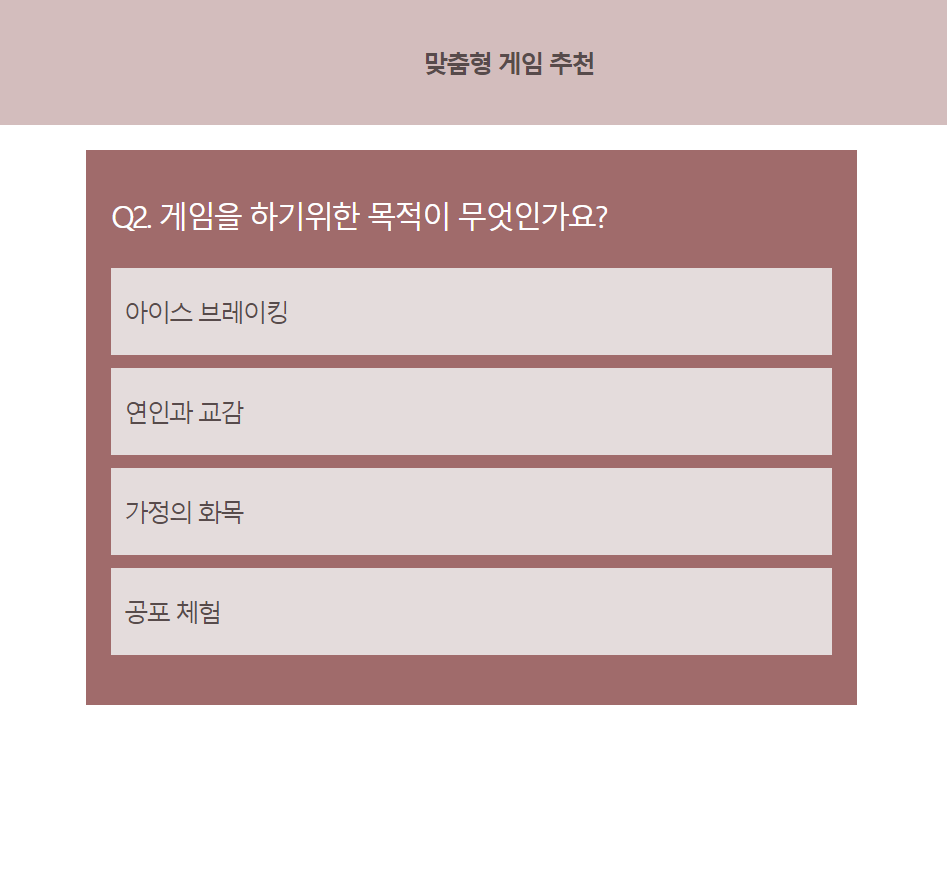 맞춤형 게임 추천
Q2. 게임을 하기위한 목적이 무엇인가요?
아이스 브레이킹
연인과 교감
가정의 화목
공포 체험